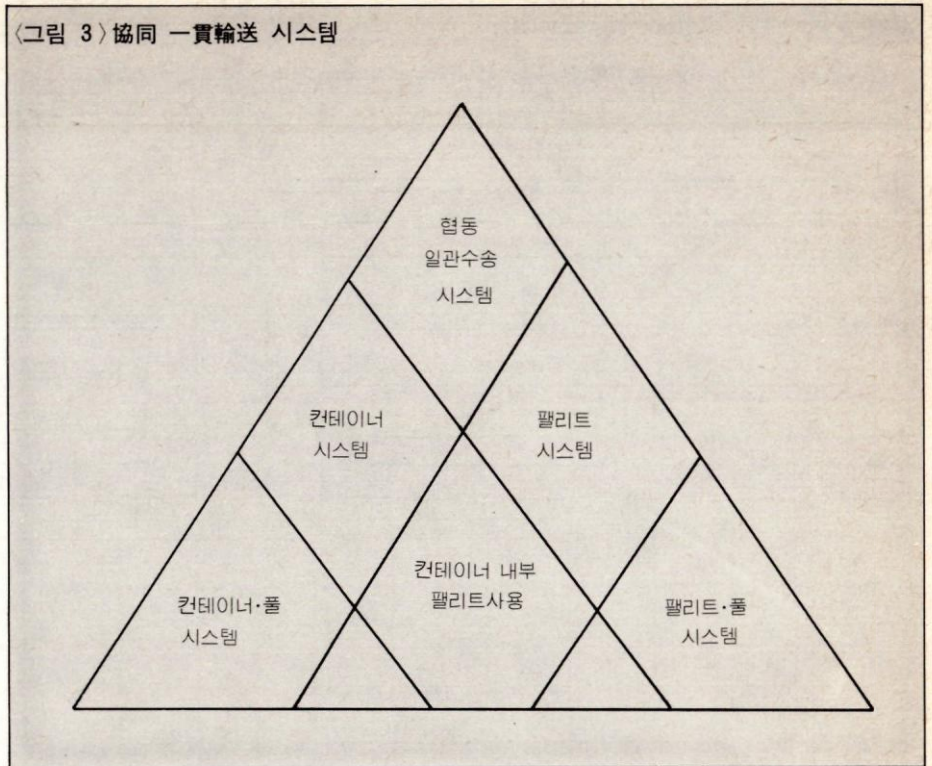 〈그림 3〉協同 一貫輸送 시스템
협동
일관수송
시스템
컨테이너
시스템
팰리트
시스템
컨테이너 내부
팰리트사용
컨테이너·풀
시스템
팰리트·풀
시스템